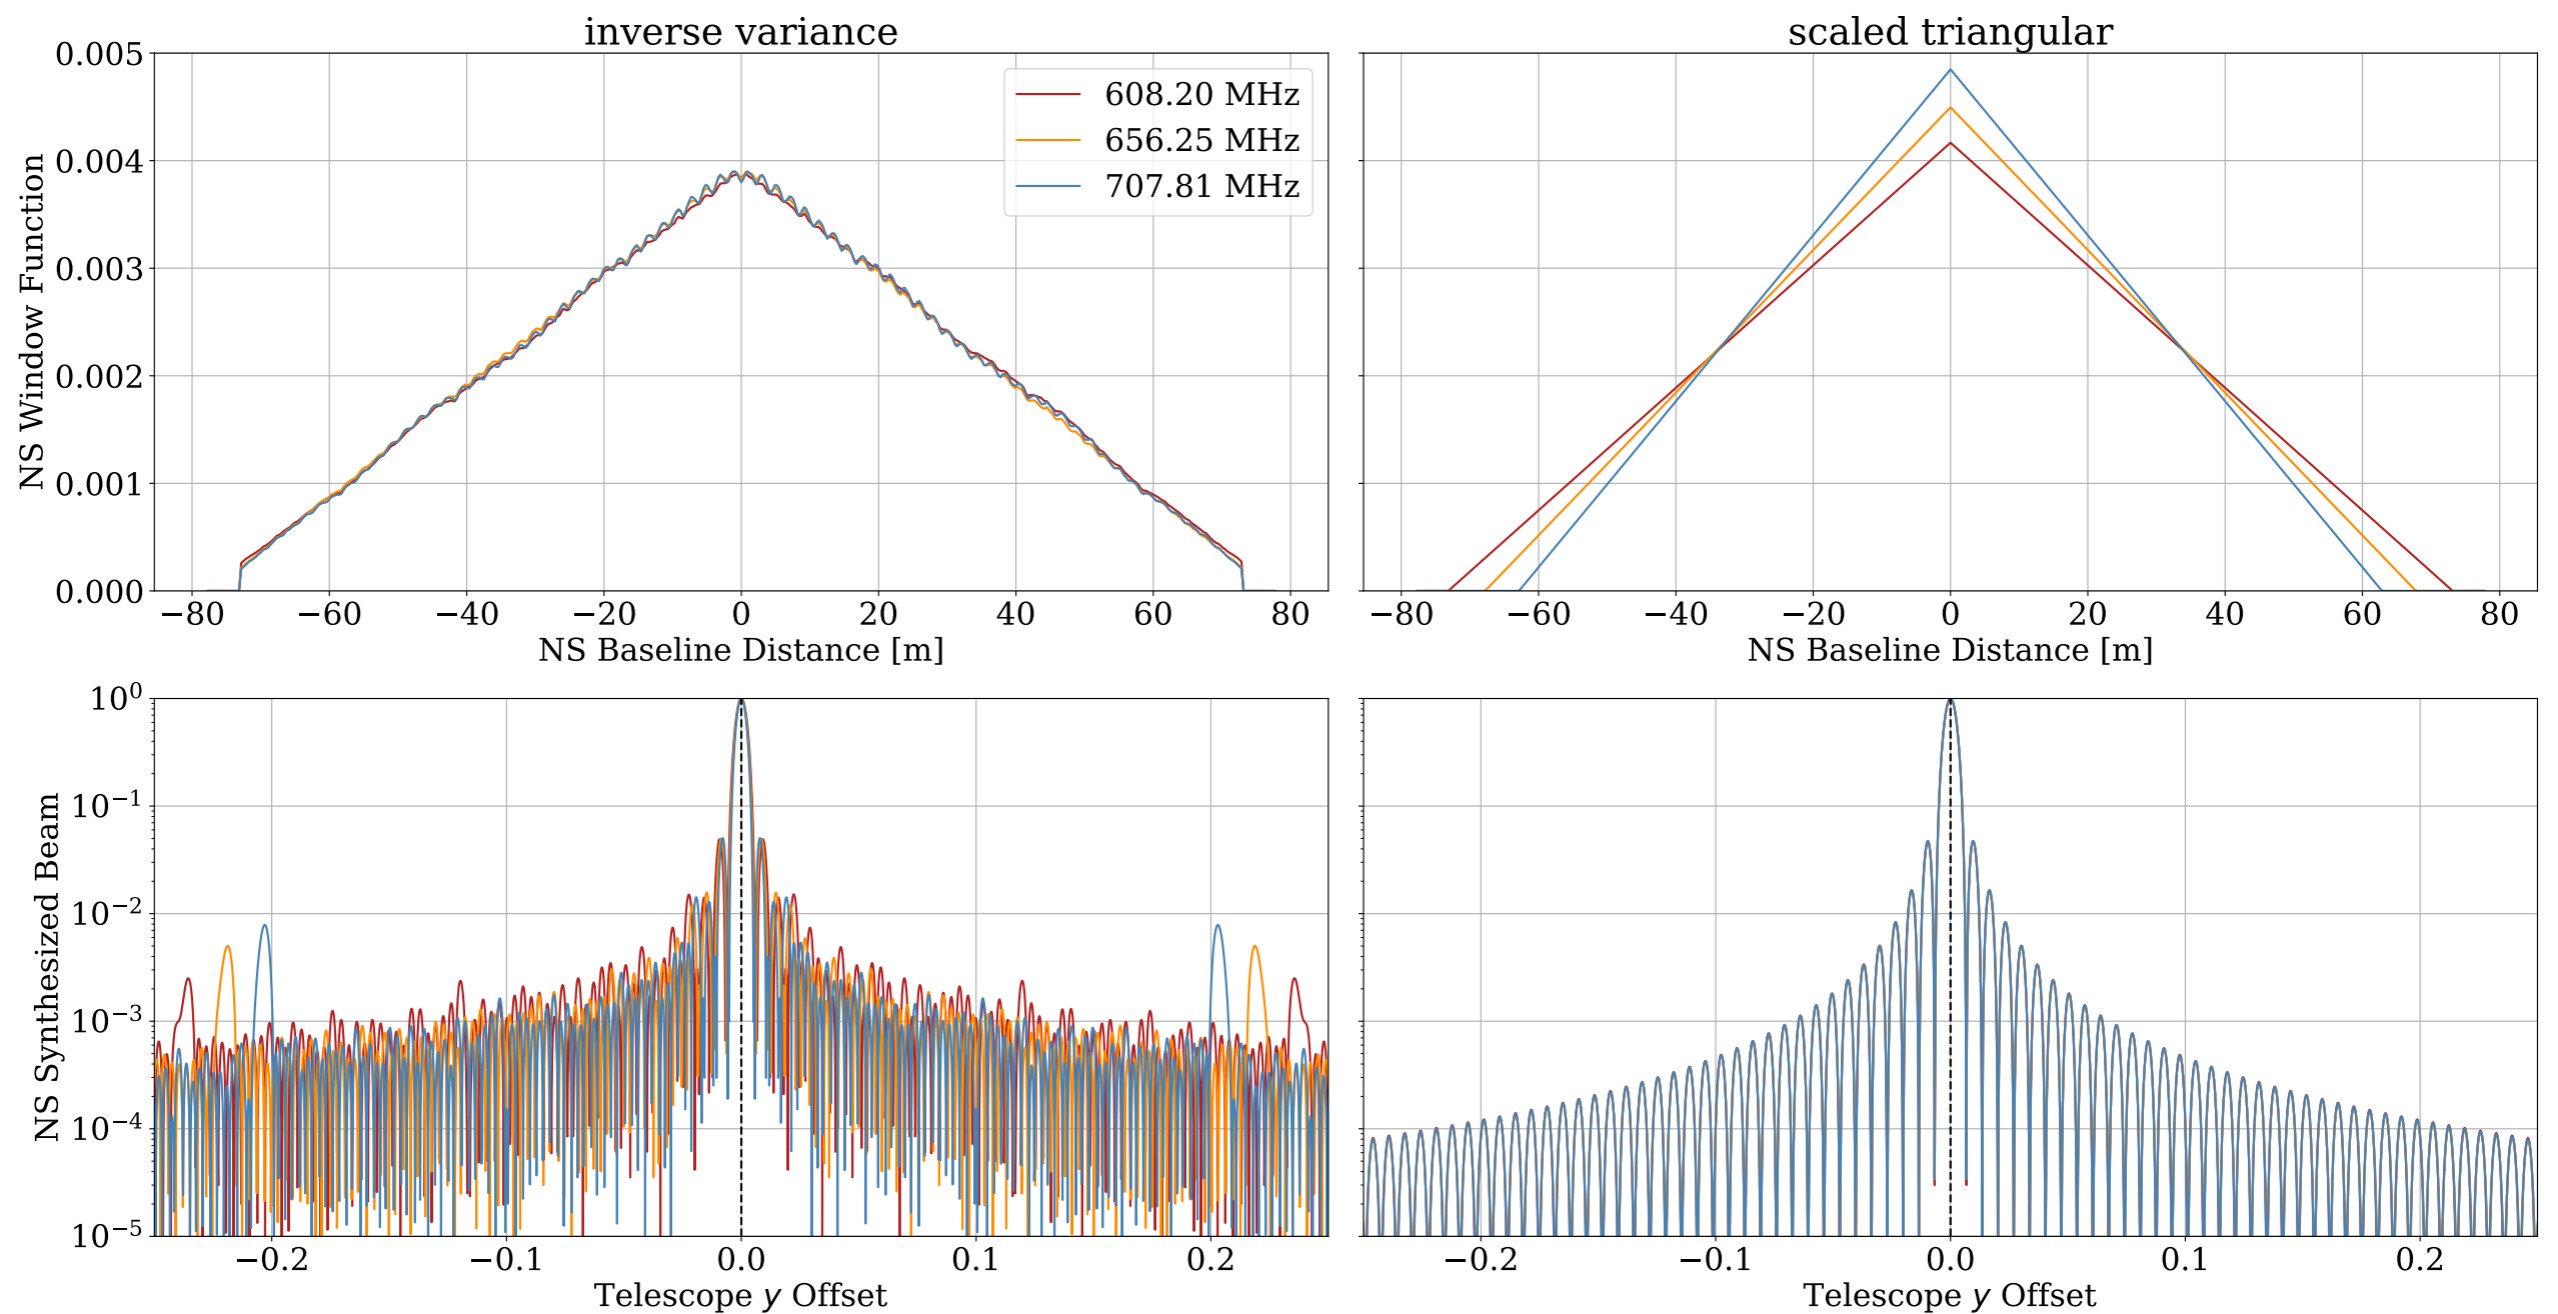 inverse variance
scaled triangular
NS Window Function
0.005
0.004
0.003
0.002
0.001
0.000
608.20 MHz
656.25 MHz
707.81 MHz
−80 −60 −40 −20 0 20 40 60 80
NS Baseline Distance [m]
−80 −60 −40 −20 0 20 40 60 80
NS Baseline Distance [m]
NS Synthesized Beam
10⁰
10⁻¹
10⁻²
10⁻³
10⁻⁴
10⁻⁵
−0.2 −0.1 0.0 0.1 0.2
Telescope y Offset
−0.2 −0.1 0.0 0.1 0.2
Telescope y Offset